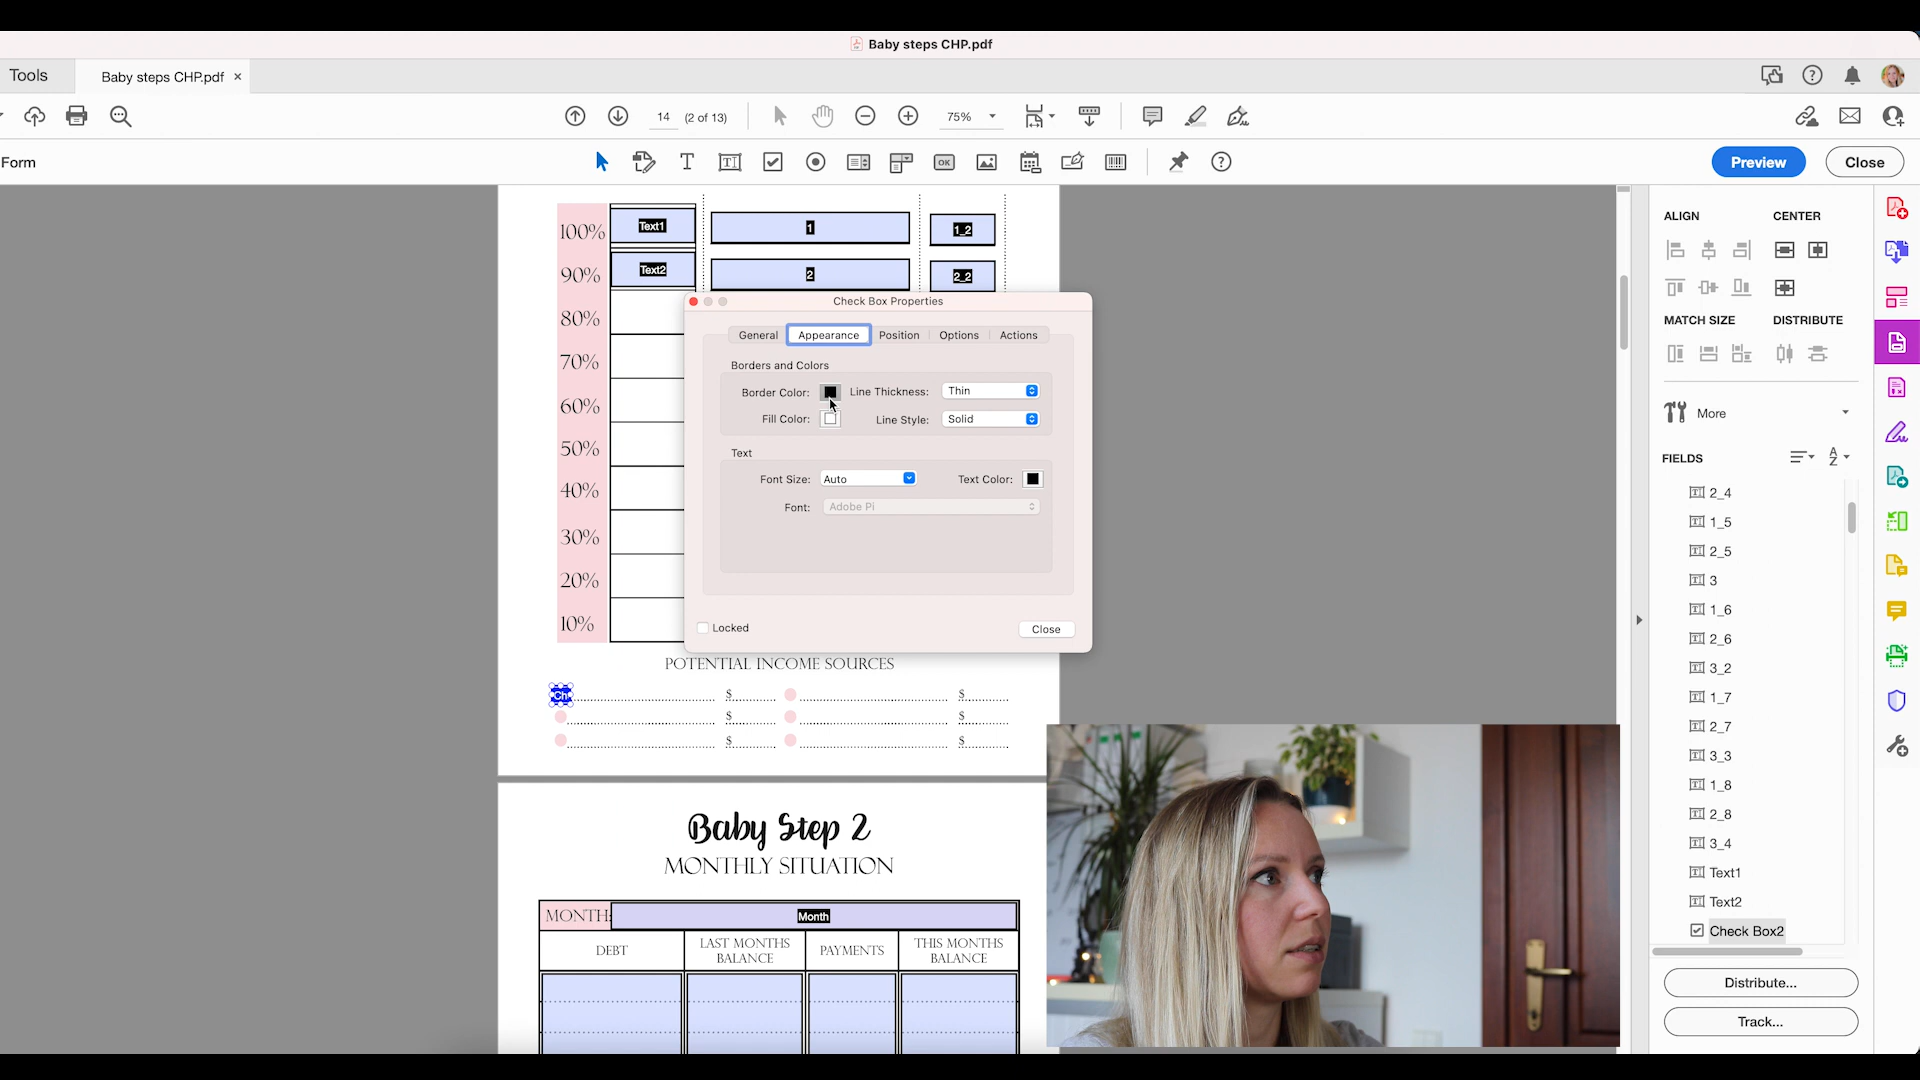 Baby steps CHP.pdf
Tools
Baby steps CHP.pdf ×
14 (2 of 13)
75%
Form
OK
Preview
Close
100%
Text1
1
1_2
90%
Text2
2
2_2
80%
70%
60%
50%
40%
30%
20%
10%
Check Box Properties
General Appearance Position Options Actions
Borders and Colors
Border Color: Line Thickness: Thin
Fill Color: Line Style: Solid
Text
Font Size: Auto Text Color:
Font: Adobe Pi
Locked
Close
POTENTIAL INCOME SOURCES
Ch
$ $
$ $
$ $
Baby Step 2
MONTHLY SITUATION
MONTH:
Month
DEBT
LAST MONTHS
BALANCE
PAYMENTS
THIS MONTHS
BALANCE
ALIGN
CENTER
MATCH SIZE
DISTRIBUTE
More
FIELDS
2_4
1_5
2_5
3
1_6
2_6
3_2
1_7
2_7
3_3
1_8
2_8
3_4
Text1
Text2
Check Box2
Distribute...
Track...